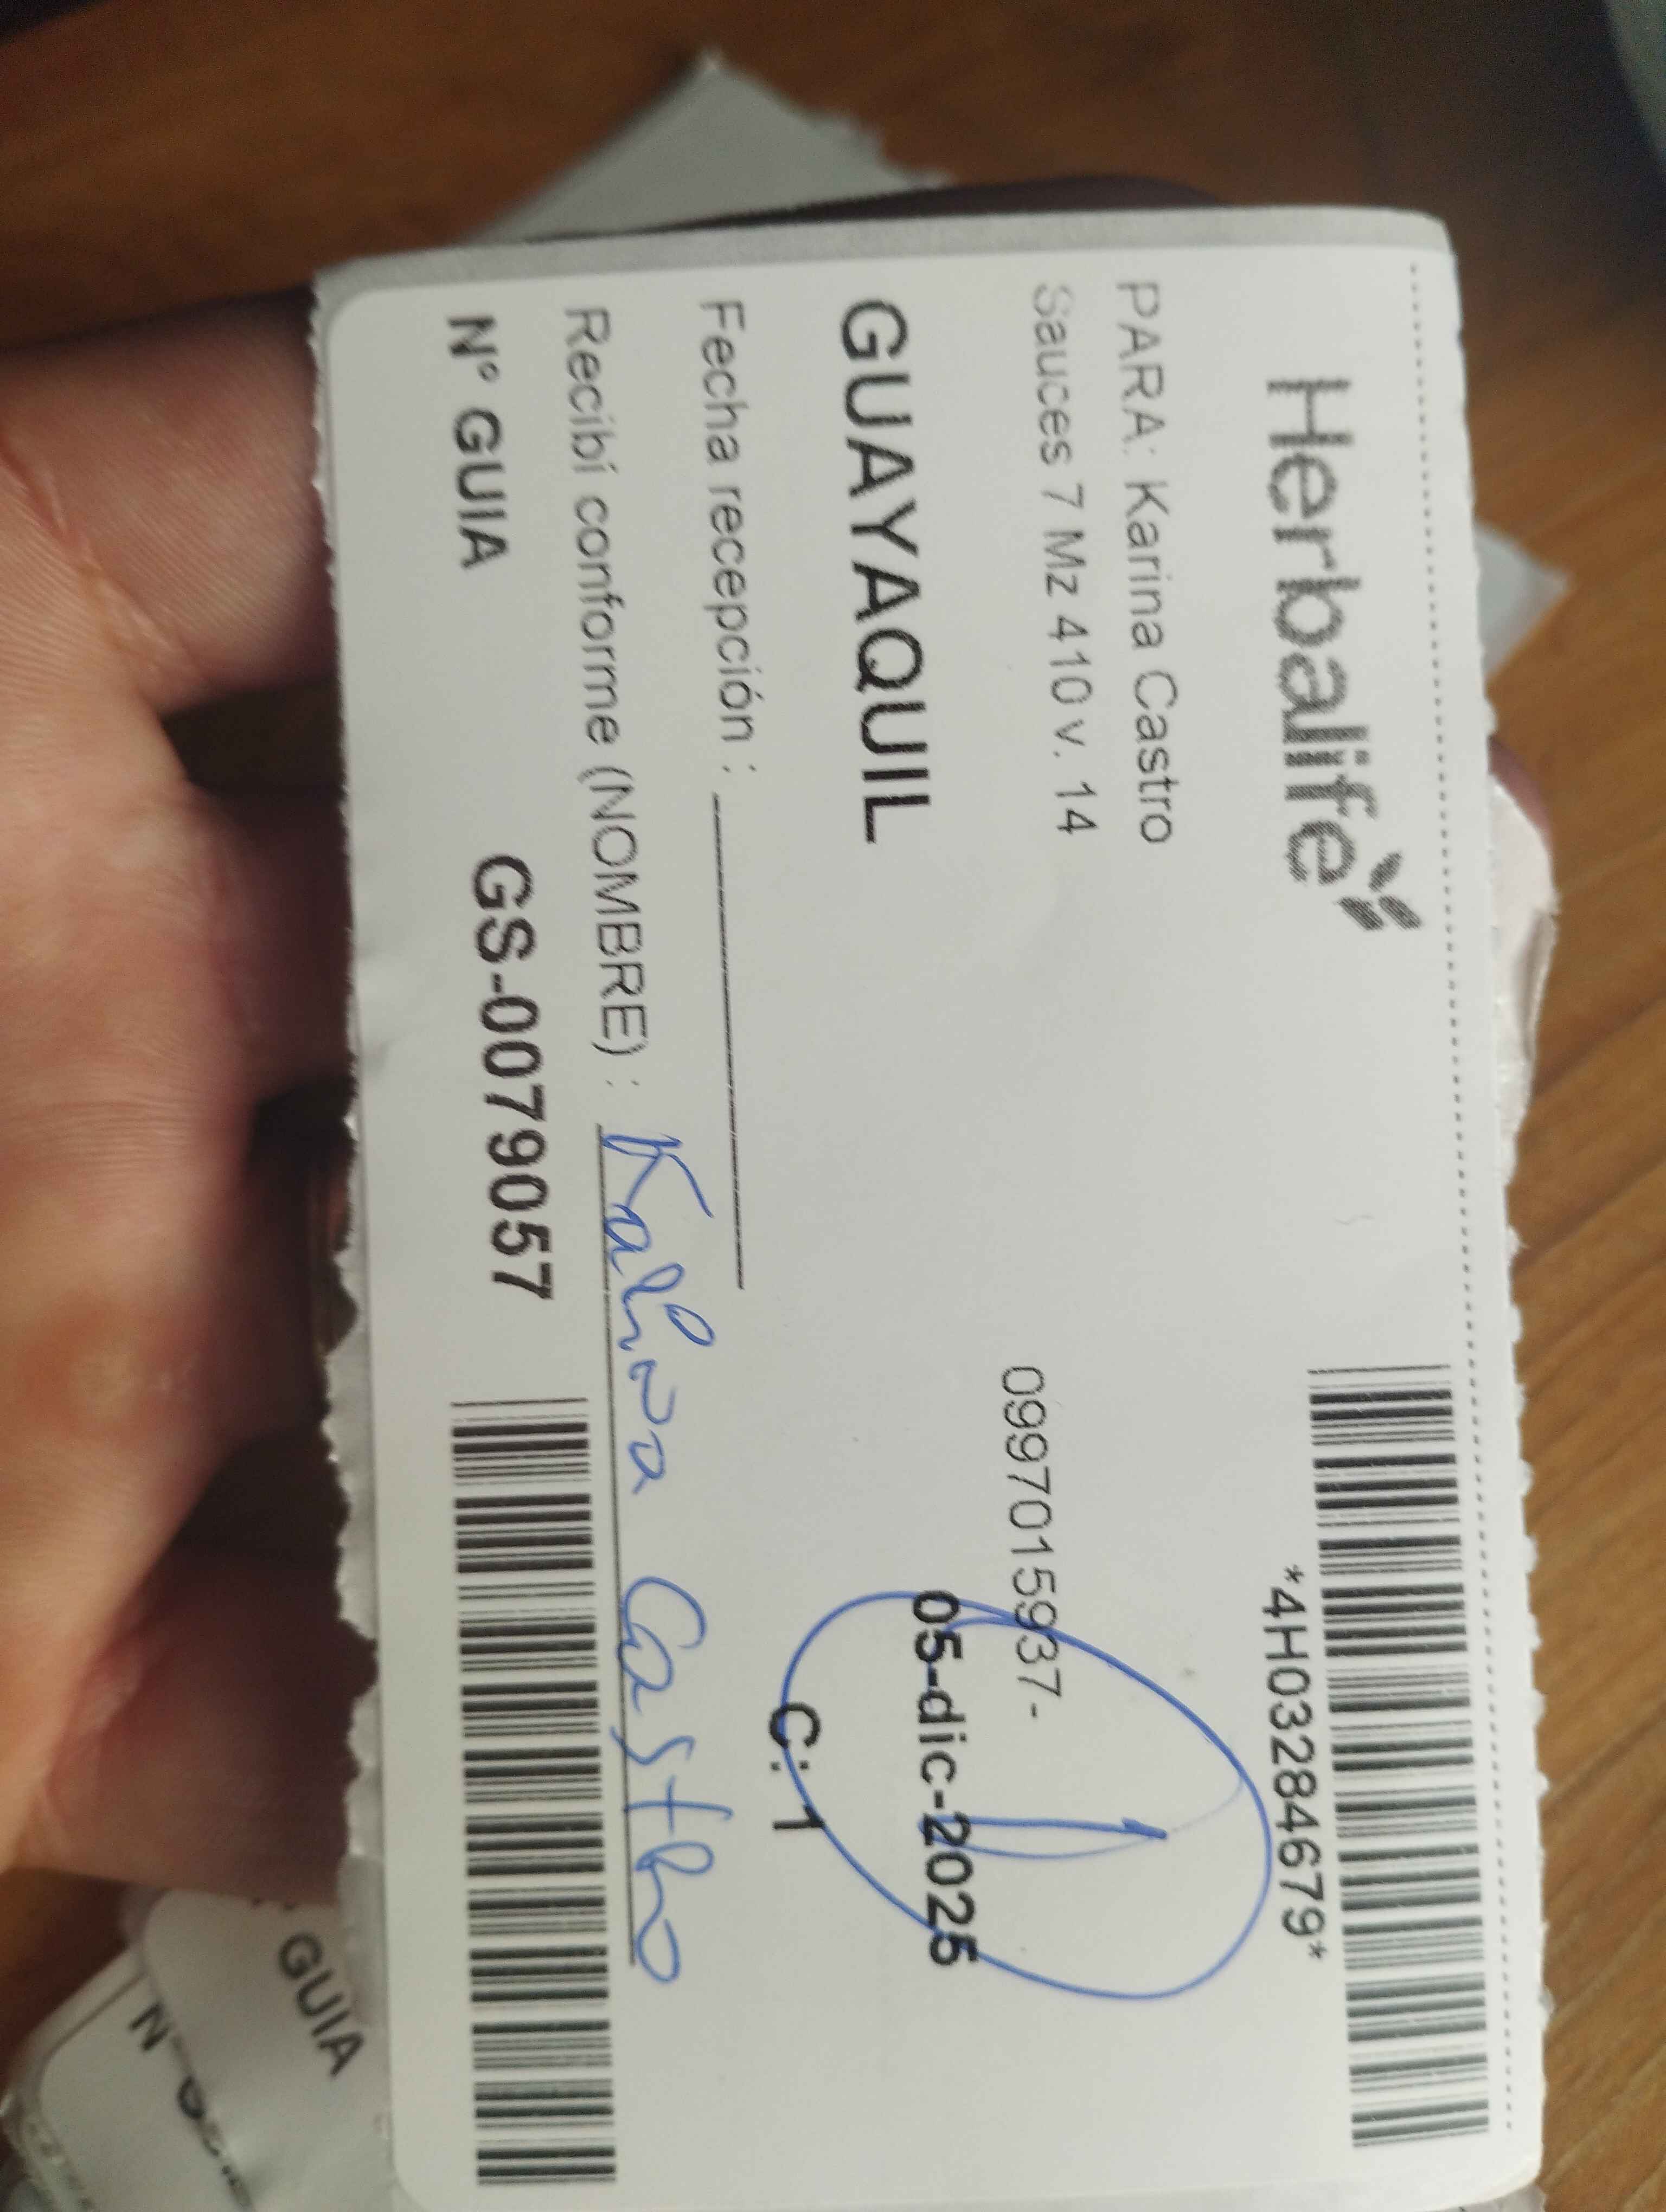 Herbalife
*4H03284679*
PARA: Karina Castro
Sauces 7 Mz 410 v. 14
0997015937-
GUAYAQUIL
05-dic-2025
C: 1
Fecha recepción :
Recibí conforme (NOMBRE) : Karina Castro
N° GUIA GS-0079057
GUIA
N°